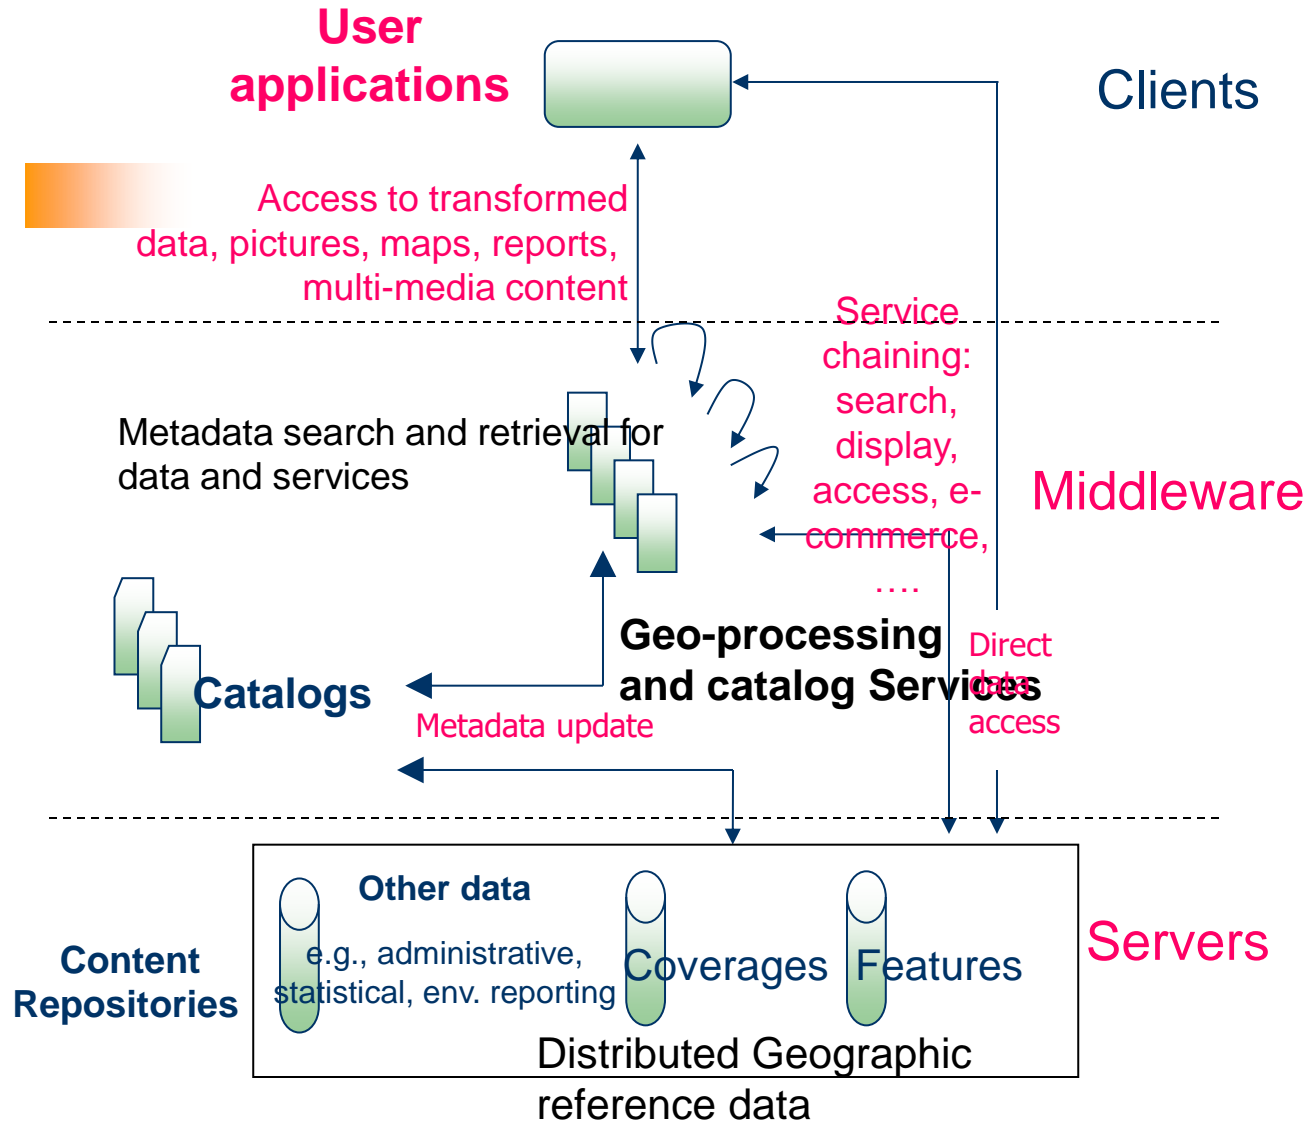 User
applications
Clients
Access to transformed
data, pictures, maps, reports,
multi-media content
Service
chaining:
search,
display,
access, e-
commerce,
….
Metadata search and retrieval for
data and services
Middleware
Geo-processing
and catalog Services
Direct
data
access
Catalogs
Metadata update
Other data
e.g., administrative,
statistical, env. reporting
Coverages
Features
Servers
Content
Repositories
Distributed Geographic
reference data